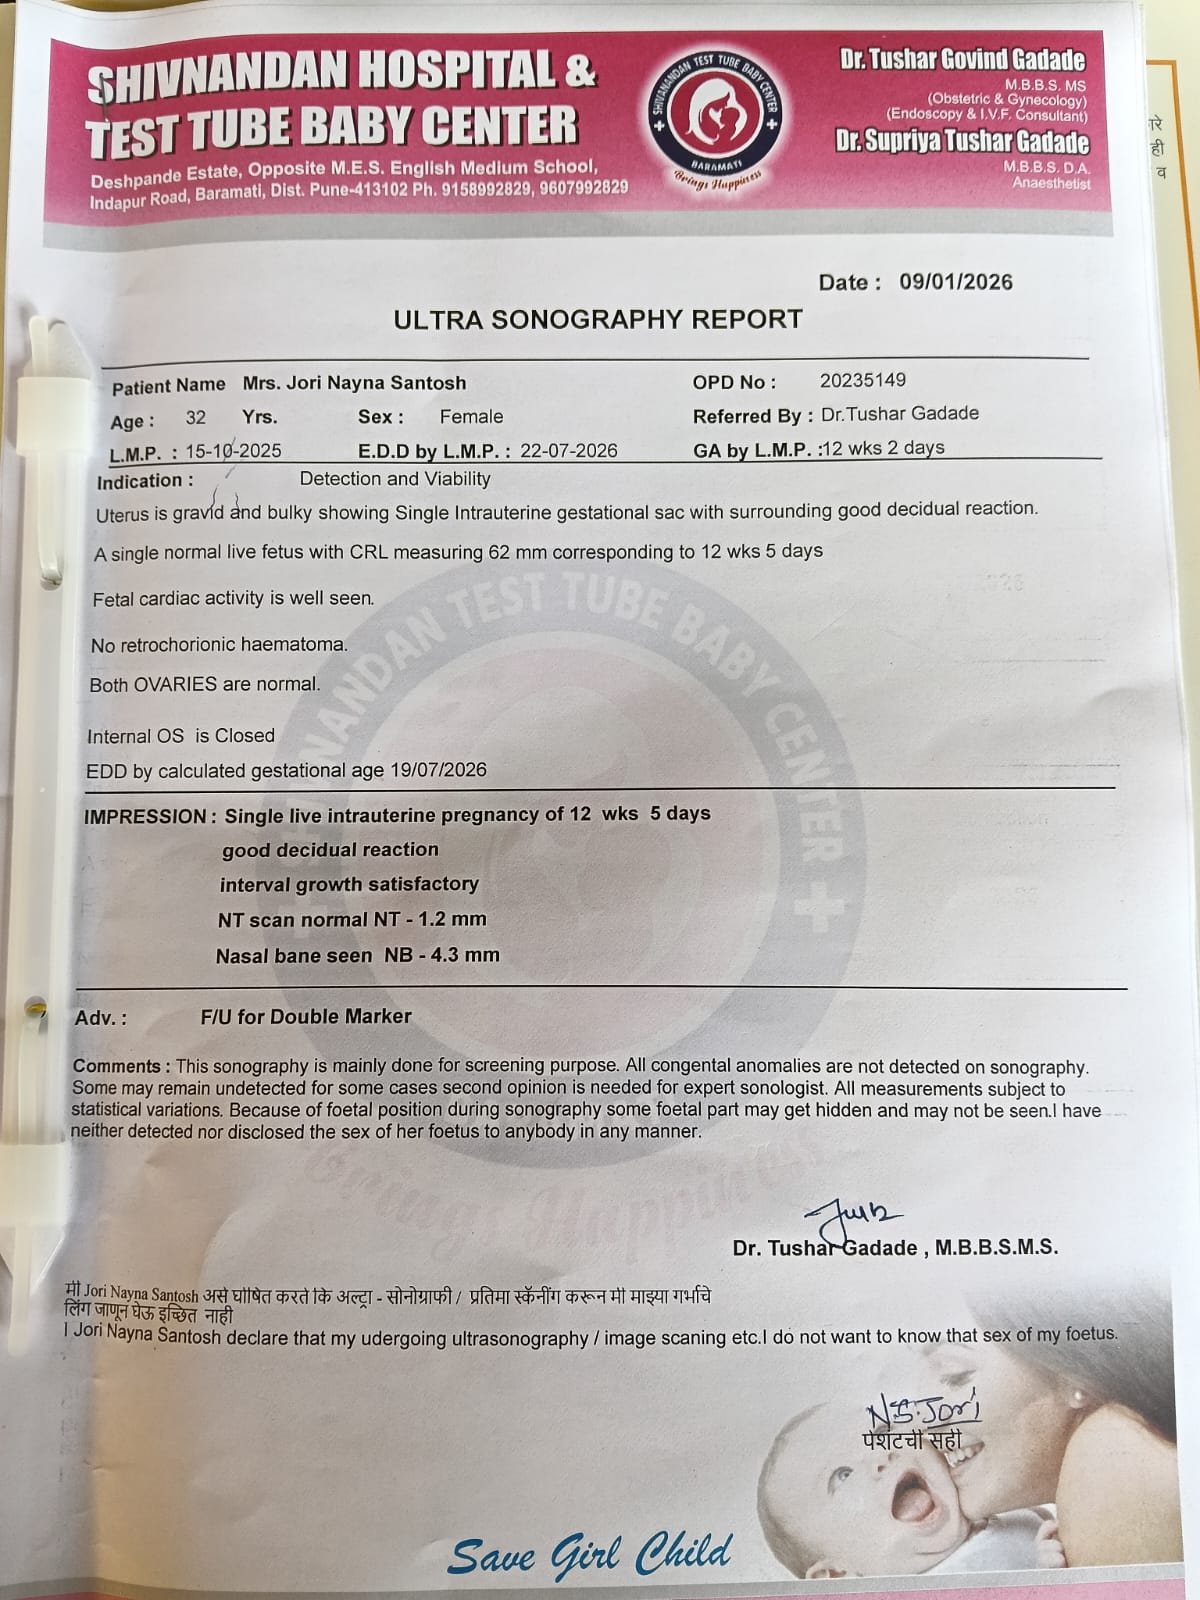 SHIVNANDAN HOSPITAL &
TEST TUBE BABY CENTER
Deshpande Estate, Opposite M.E.S. English Medium School,
Indapur Road, Baramati, Dist. Pune-413102 Ph. 9158992829, 9607992829
SHIVANANDAN TEST TUBE BABY CENTER
BARAMATI
Brings Happiness
Dr. Tushar Govind Gadade
M.B.B.S. MS
(Obstetric & Gynecology)
(Endoscopy & I.V.F. Consultant)
Dr. Supriya Tushar Gadade
M.B.B.S. D.A.
Anaesthetist
Date : 09/01/2026
ULTRA SONOGRAPHY REPORT
Patient Name Mrs. Jori Nayna Santosh OPD No : 20235149
Age : 32 Yrs. Sex : Female Referred By : Dr.Tushar Gadade
L.M.P. : 15-10-2025 E.D.D by L.M.P. : 22-07-2026 GA by L.M.P. :12 wks 2 days
Indication : Detection and Viability
Uterus is gravid and bulky showing Single Intrauterine gestational sac with surrounding good decidual reaction.
A single normal live fetus with CRL measuring 62 mm corresponding to 12 wks 5 days
Fetal cardiac activity is well seen.
No retrochorionic haematoma.
Both OVARIES are normal.
Internal OS is Closed
EDD by calculated gestational age 19/07/2026
IMPRESSION : Single live intrauterine pregnancy of 12 wks 5 days
good decidual reaction
interval growth satisfactory
NT scan normal NT - 1.2 mm
Nasal bane seen NB - 4.3 mm
Adv. : F/U for Double Marker
Comments : This sonography is mainly done for screening purpose. All congental anomalies are not detected on sonography.
Some may remain undetected for some cases second opinion is needed for expert sonologist. All measurements subject to
statistical variations. Because of foetal position during sonography some foetal part may get hidden and may not be seen.I have
neither detected nor disclosed the sex of her foetus to anybody in any manner.
Dr. Tushar Gadade , M.B.B.S.M.S.
मी Jori Nayna Santosh असे घोषित करते कि अल्ट्रा - सोनोग्राफी / प्रतिमा स्कॅनींग करून मी माझ्या गर्भाचे
लिंग जाणून घेऊ इच्छित नाही
I Jori Nayna Santosh declare that my udergoing ultrasonography / image scaning etc.I do not want to know that sex of my foetus.
N.S.Jori
पेशंटची सही
Save Girl Child